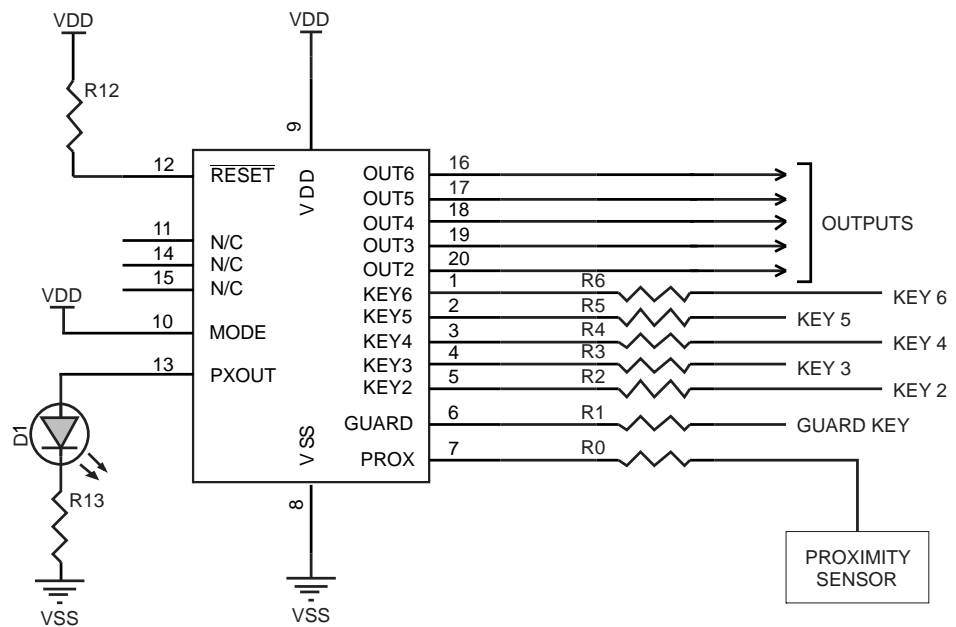 VDD
VDD
R12
9
12
RESET
VDD
OUT6
16
OUT5
17
OUT4
18
OUT3
19
OUT2
20
OUTPUTS
11
N/C
14
N/C
15
N/C
KEY6
1
R6
KEY 6
KEY5
2
R5
KEY 5
VDD
10
MODE
KEY4
3
R4
KEY 4
KEY3
4
R3
KEY 3
13
PXOUT
KEY2
5
R2
KEY 2
D1
GUARD
6
R1
GUARD KEY
VSS
PROX
7
R0
R13
8
PROXIMITY
SENSOR
VSS
VSS